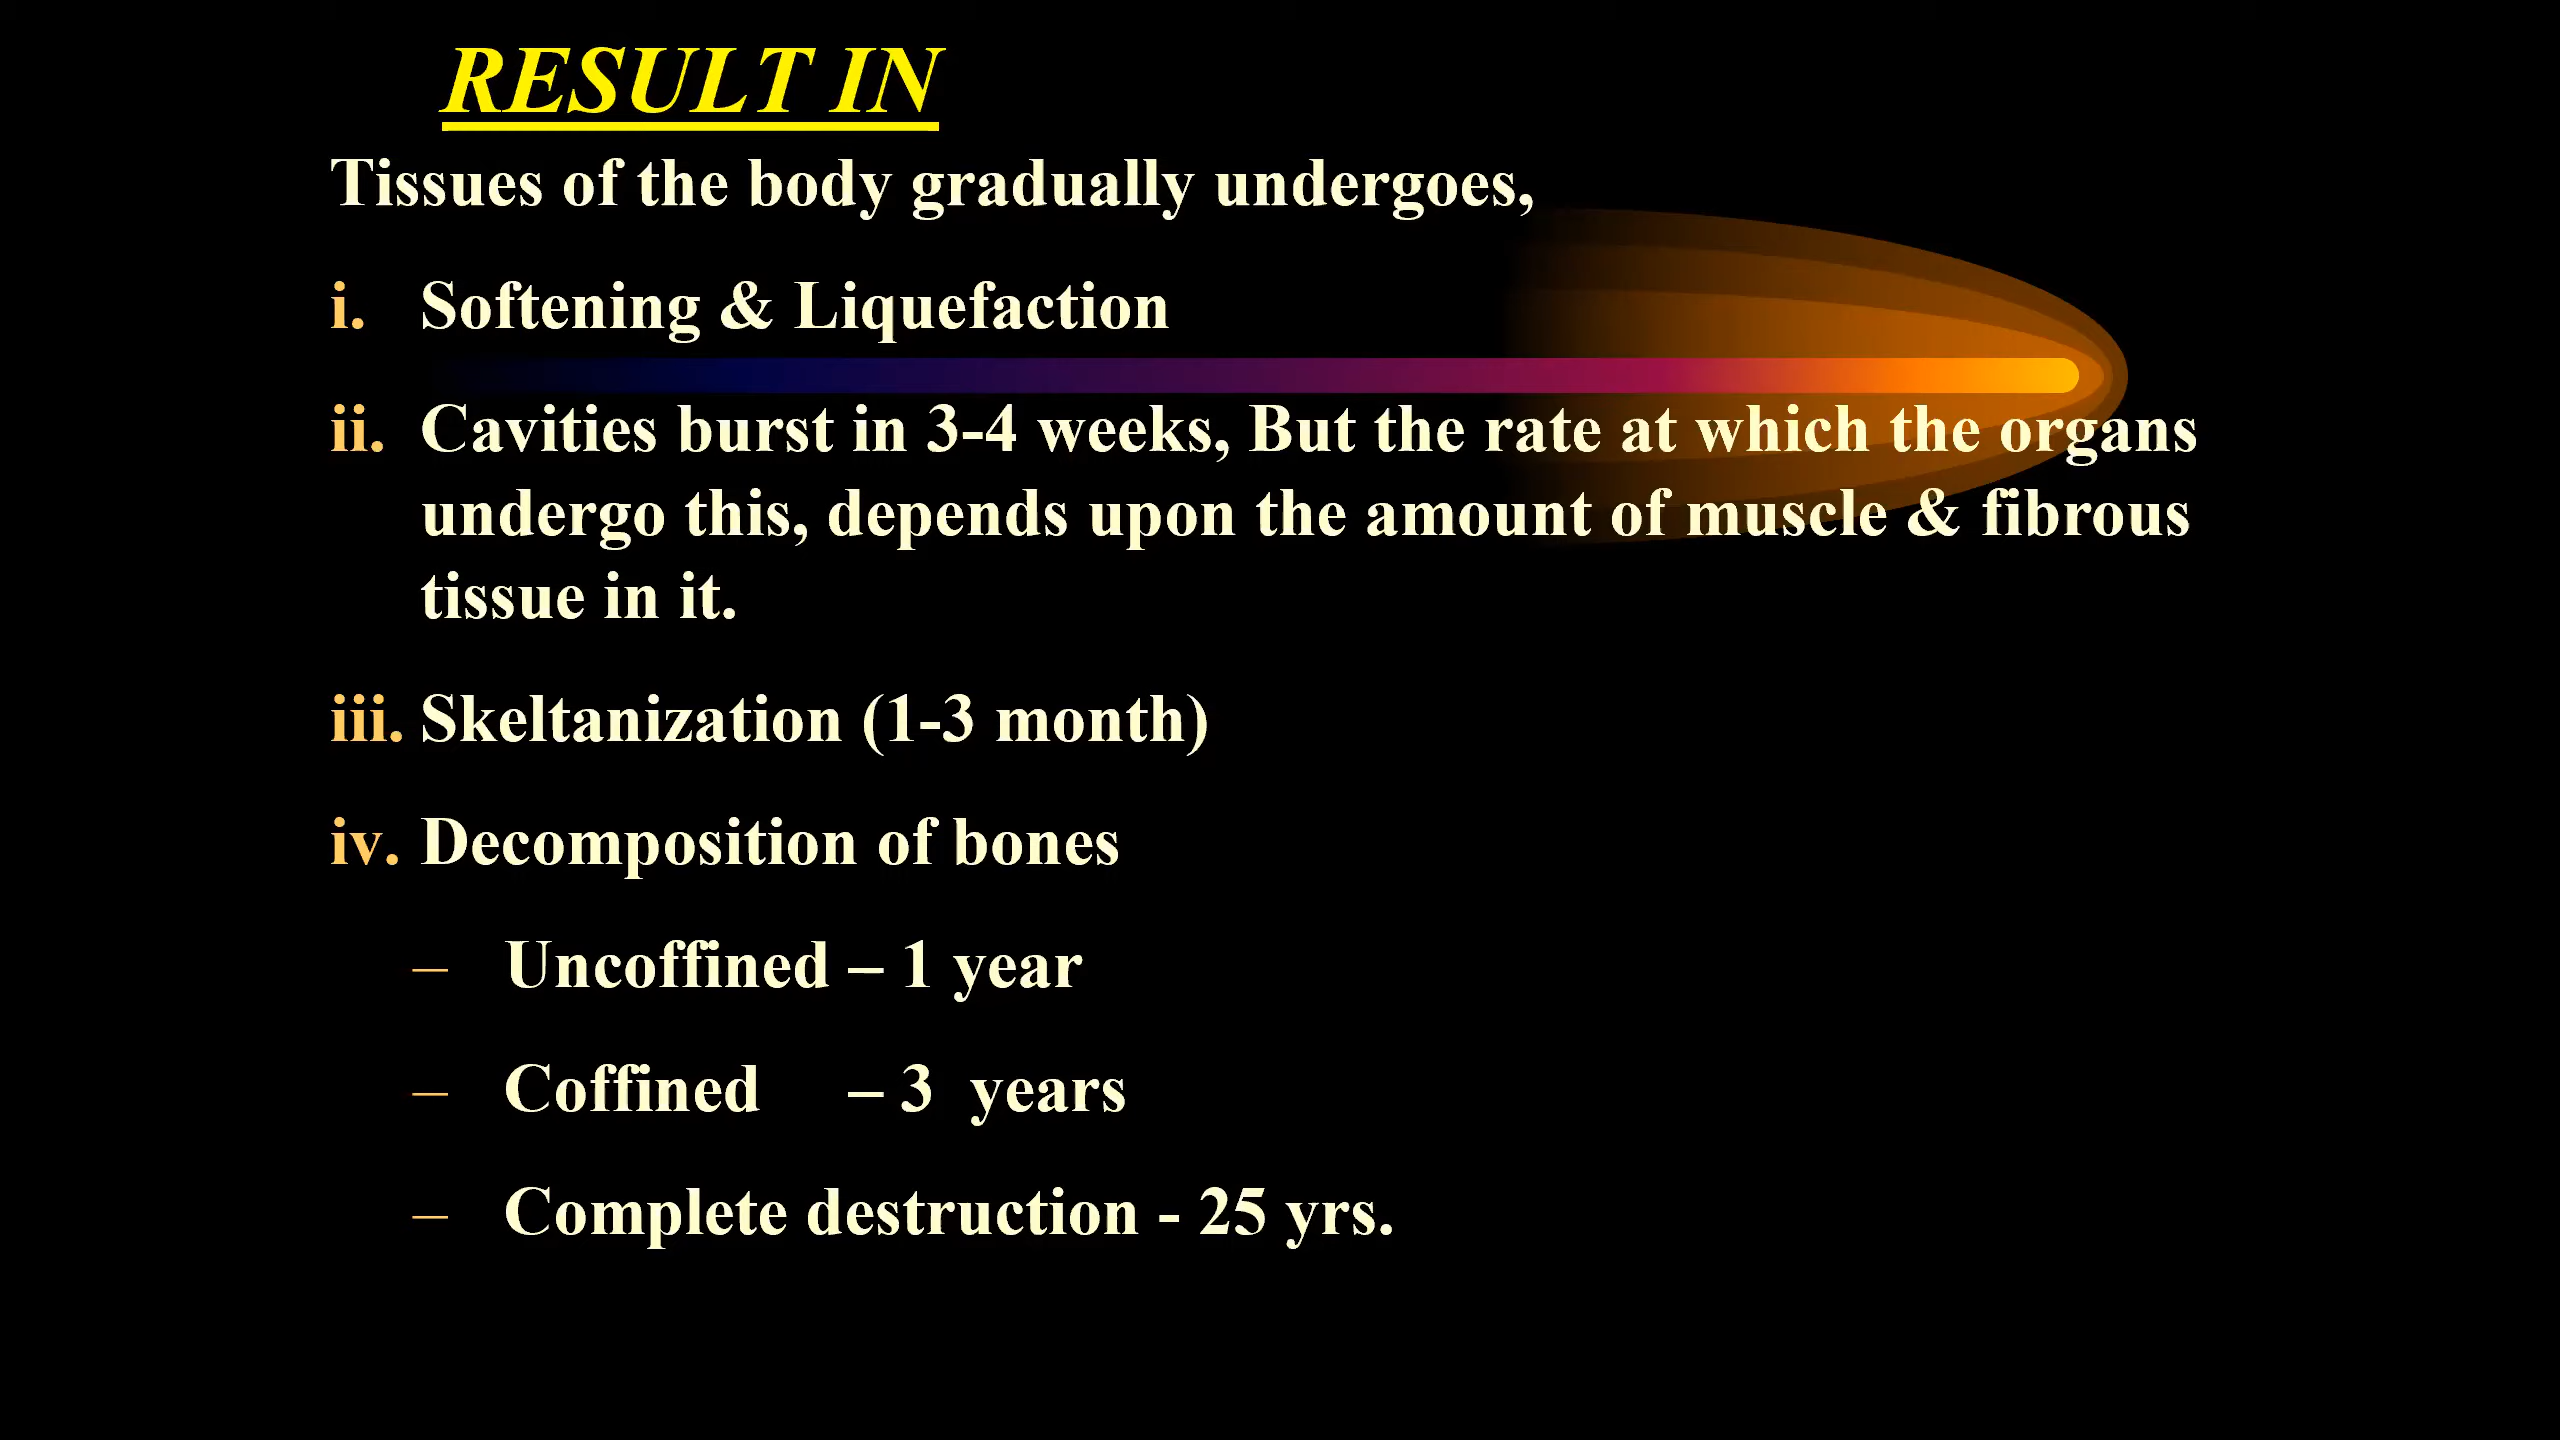 RESULT IN
Tissues of the body gradually undergoes,
i. Softening & Liquefaction
ii. Cavities burst in 3-4 weeks, But the rate at which the organs
undergo this, depends upon the amount of muscle & fibrous
tissue in it.
iii. Skeltanization (1-3 month)
iv. Decomposition of bones
– Uncoffined – 1 year
– Coffined – 3 years
– Complete destruction - 25 yrs.